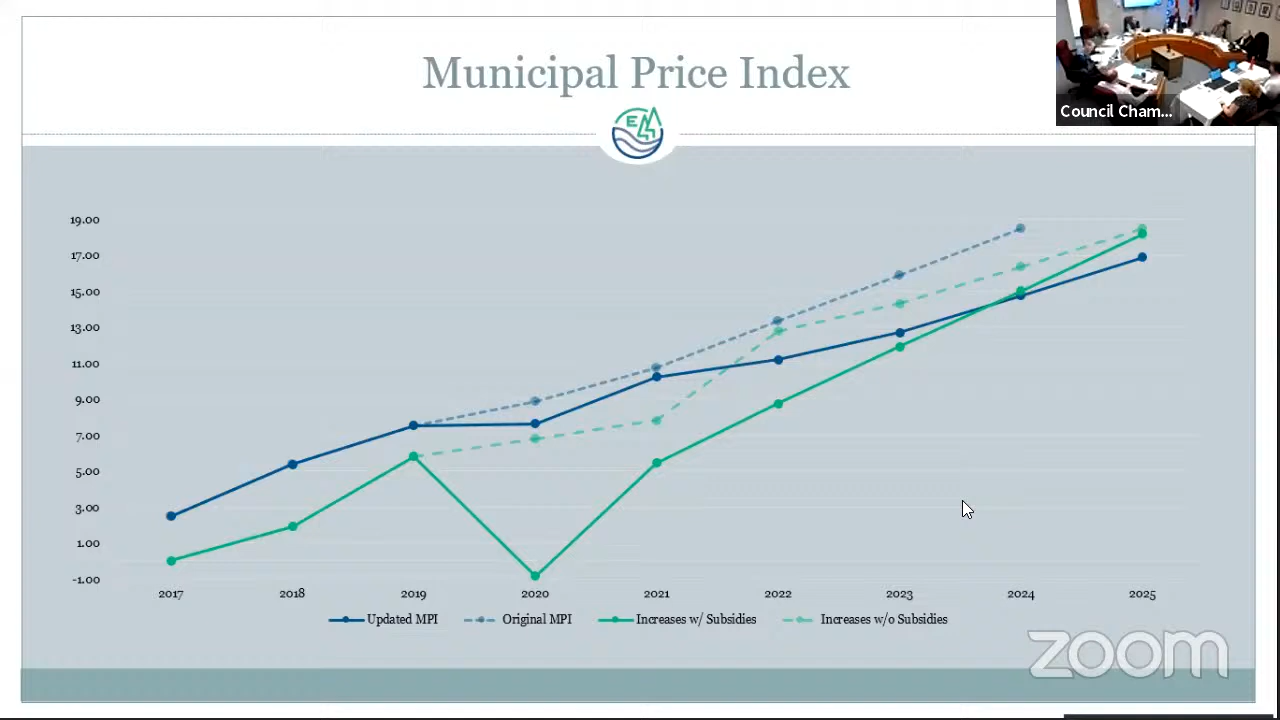 Municipal Price Index
Council Cham...
E
19.00
17.00
15.00
13.00
11.00
9.00
7.00
5.00
3.00
1.00
-1.00
2017 2018 2019 2020 2021 2022 2023 2024 2025
Updated MPI Original MPI Increases w/ Subsidies Increases w/o Subsidies
zoom